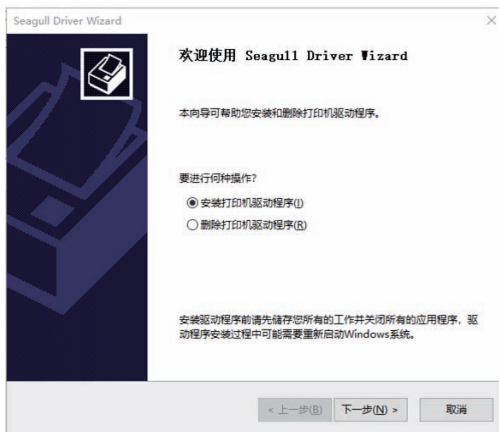 Seagull Driver Wizard
欢迎使用 Seagull Driver Wizard
本向导可帮助您安装和删除打印机驱动程序。
要进行何种操作?
安装打印机驱动程序(I)
删除打印机驱动程序(R)
安装驱动程序前请先储存您所有的工作并关闭所有的应用程序，驱
动程序安装过程中可能需要重新启动Windows系统。
< 上一步(B) 下一步(N) > 取消